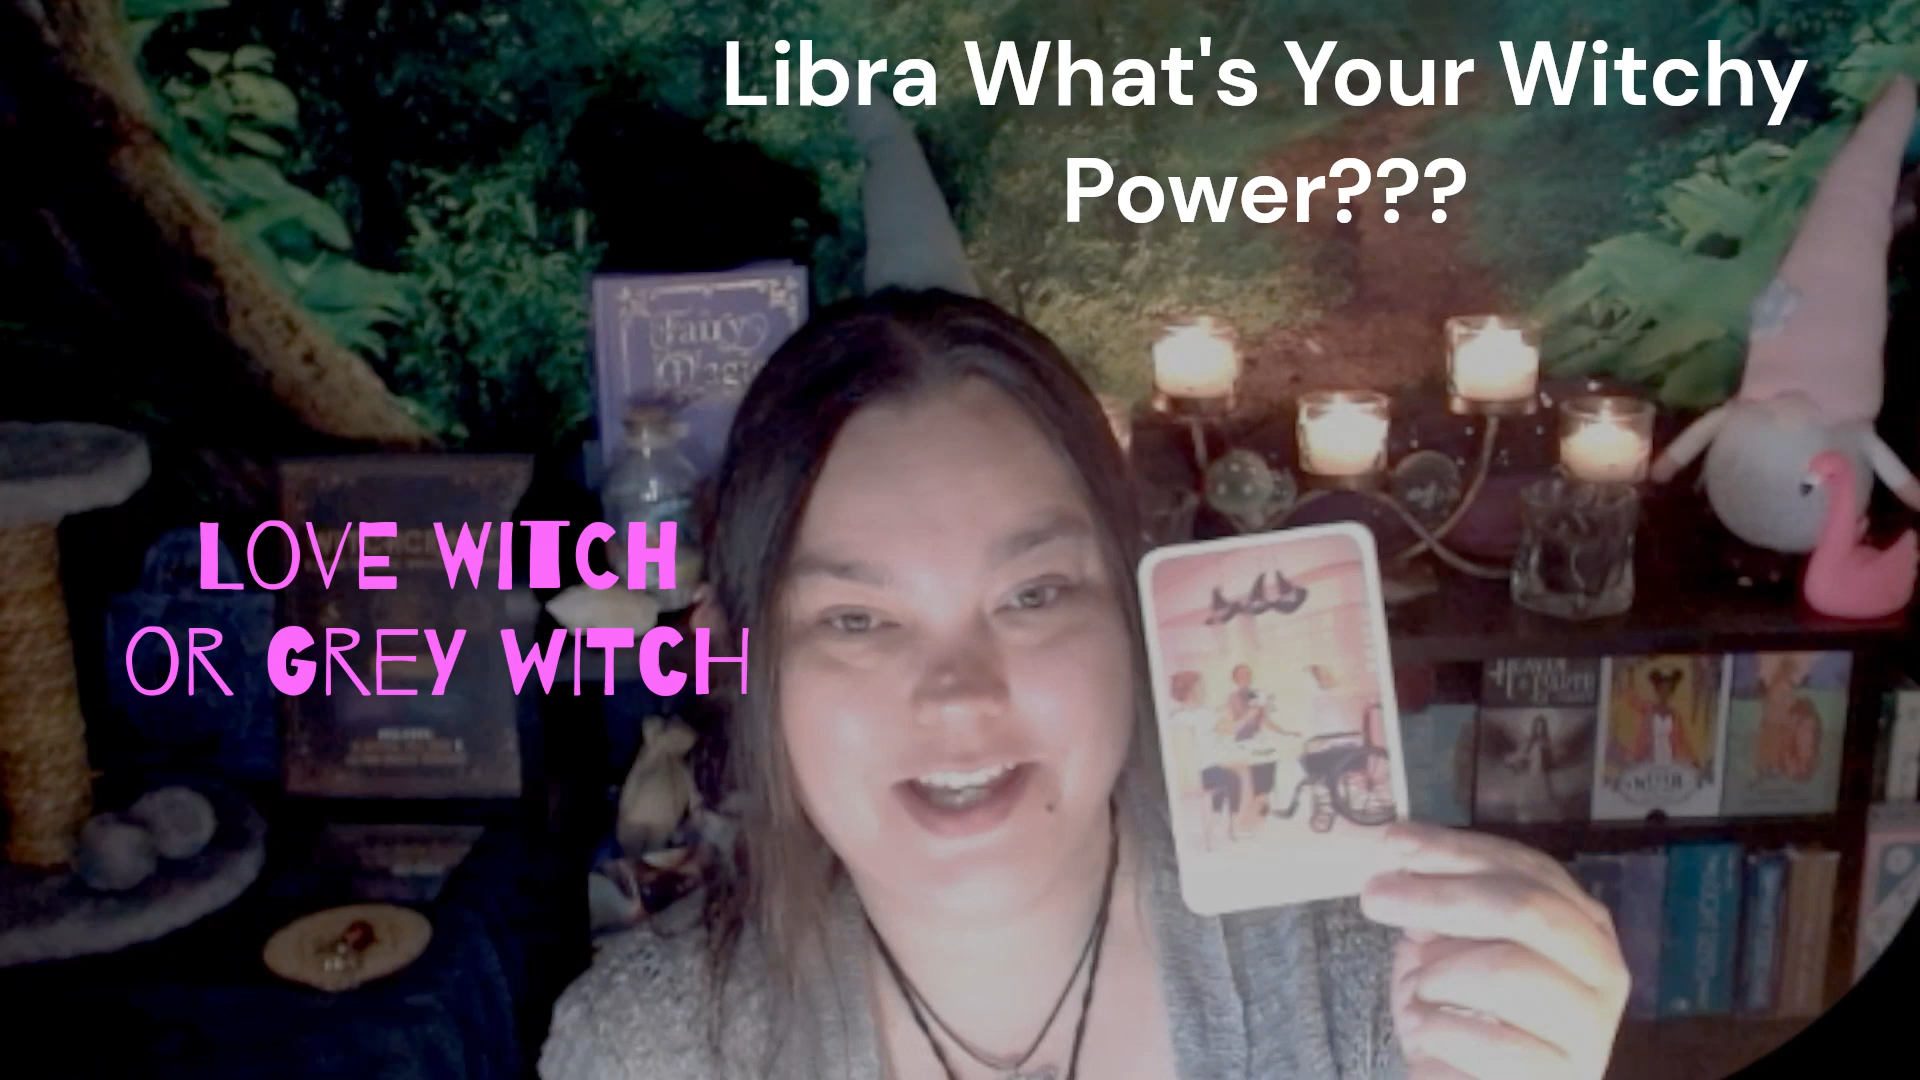 Libra What's Your Witchy
Power???
Fairy
Magic
LOVE WITCH
OR GREY WITCH